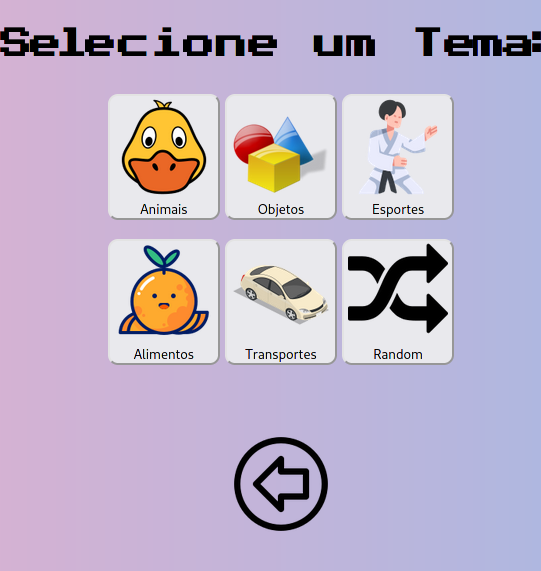 Selecione um Tema:
Animais
Objetos
Esportes
Alimentos
Transportes
Random